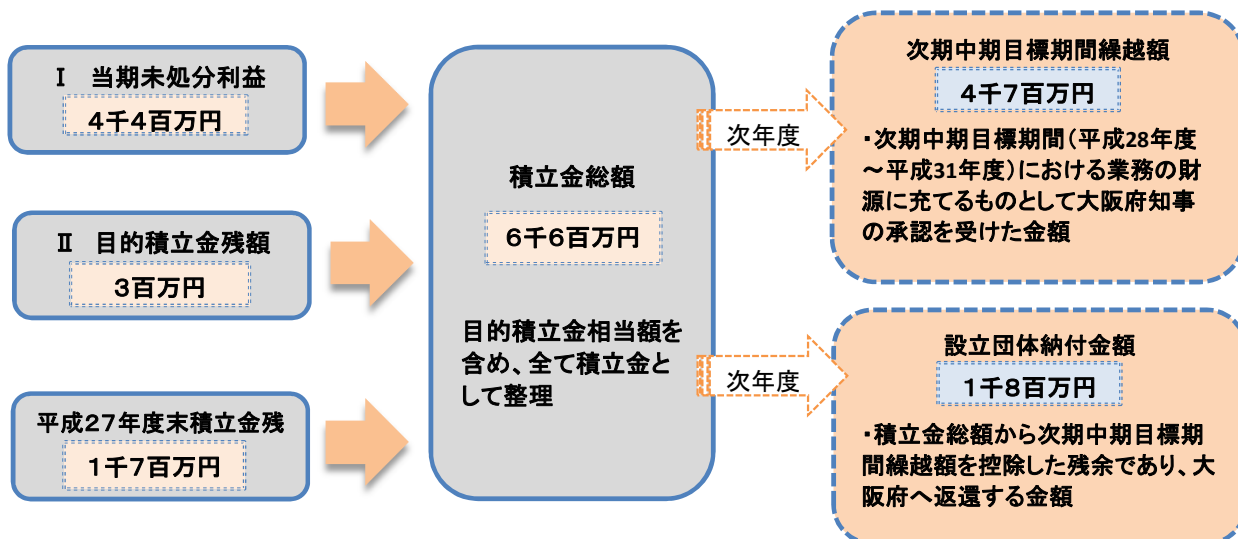 Ⅰ 当期未処分利益
4千4百万円
Ⅱ 目的積立金残額
3百万円
平成27年度末積立金残
1千7百万円
積立金総額
6千6百万円
目的積立金相当額を
含め、全て積立金と
して整理
次年度
次年度
次期中期目標期間繰越額
4千7百万円
・次期中期目標期間(平成28年度
～平成31年度)における業務の財
源に充てるものとして大阪府知事
の承認を受けた金額
設立団体納付金額
1千8百万円
・積立金総額から次期中期目標期
間繰越額を控除した残余であり、大
阪府へ返還する金額